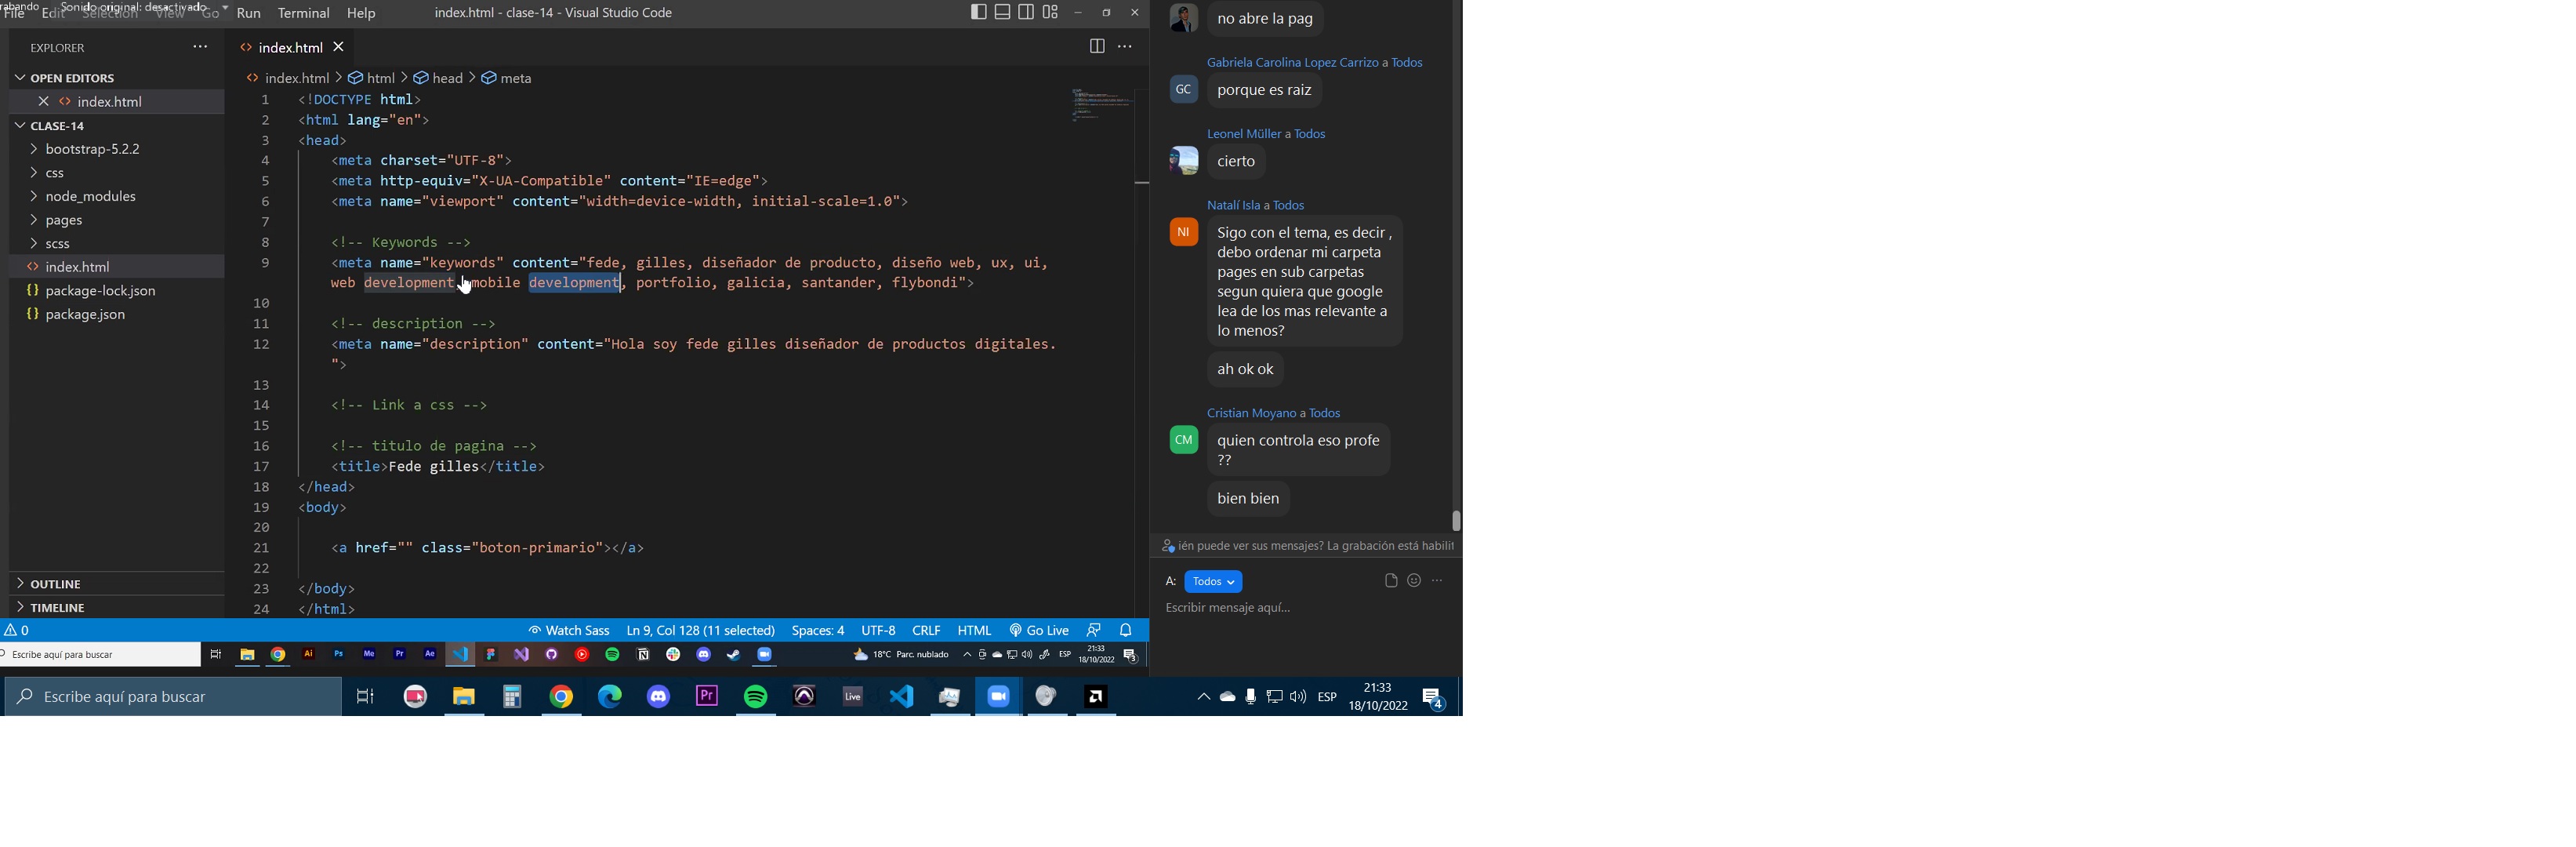 rabando
Sonido original: desactivado
File Edit Selection View Go Run Terminal Help
index.html - clase-14 - Visual Studio Code
EXPLORER
index.html
OPEN EDITORS
index.html
CLASE-14
bootstrap-5.2.2
css
node_modules
pages
scss
index.html
package-lock.json
package.json
OUTLINE
TIMELINE
index.html > html > head > meta
1 <!DOCTYPE html>
2 <html lang="en">
3 <head>
4 <meta charset="UTF-8">
5 <meta http-equiv="X-UA-Compatible" content="IE=edge">
6 <meta name="viewport" content="width=device-width, initial-scale=1.0">
7
8 <!-- Keywords -->
9 <meta name="keywords" content="fede, gilles, diseñador de producto, diseño web, ux, ui,
web development, mobile development, portfolio, galicia, santander, flybondi">
10
11 <!-- description -->
12 <meta name="description" content="Hola soy fede gilles diseñador de productos digitales.
">
13
14 <!-- Link a css -->
15
16 <!-- titulo de pagina -->
17 <title>Fede gilles</title>
18 </head>
19 <body>
20
21 <a href="" class="boton-primario"></a>
22
23 </body>
24 </html>
0
Watch Sass Ln 9, Col 128 (11 selected) Spaces: 4 UTF-8 CRLF HTML Go Live
Escribe aquí para buscar
Ai Ps Me Pr Ae
18°C Parc. nublado
ESP
21:33
18/10/2022
3
no abre la pag
Gabriela Carolina Lopez Carrizo a Todos
GC
porque es raiz
Leonel Müller a Todos
cierto
Natalí Isla a Todos
NI
Sigo con el tema, es decir ,
debo ordenar mi carpeta
pages en sub carpetas
segun quiera que google
lea de los mas relevante a
lo menos?
ah ok ok
Cristian Moyano a Todos
CM
quien controla eso profe
??
bien bien
ién puede ver sus mensajes? La grabación está habilit
A: Todos
Escribir mensaje aquí...
Escribe aquí para buscar
Pr
Live
ESP
21:33
18/10/2022
4